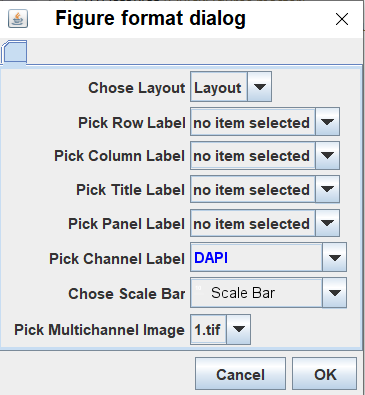 Figure format dialog
Chose Layout Layout
Pick Row Label no item selected
Pick Column Label no item selected
Pick Title Label no item selected
Pick Panel Label no item selected
Pick Channel Label DAPI
Chose Scale Bar Scale Bar
Pick Multichannel Image 1.tif
Cancel OK